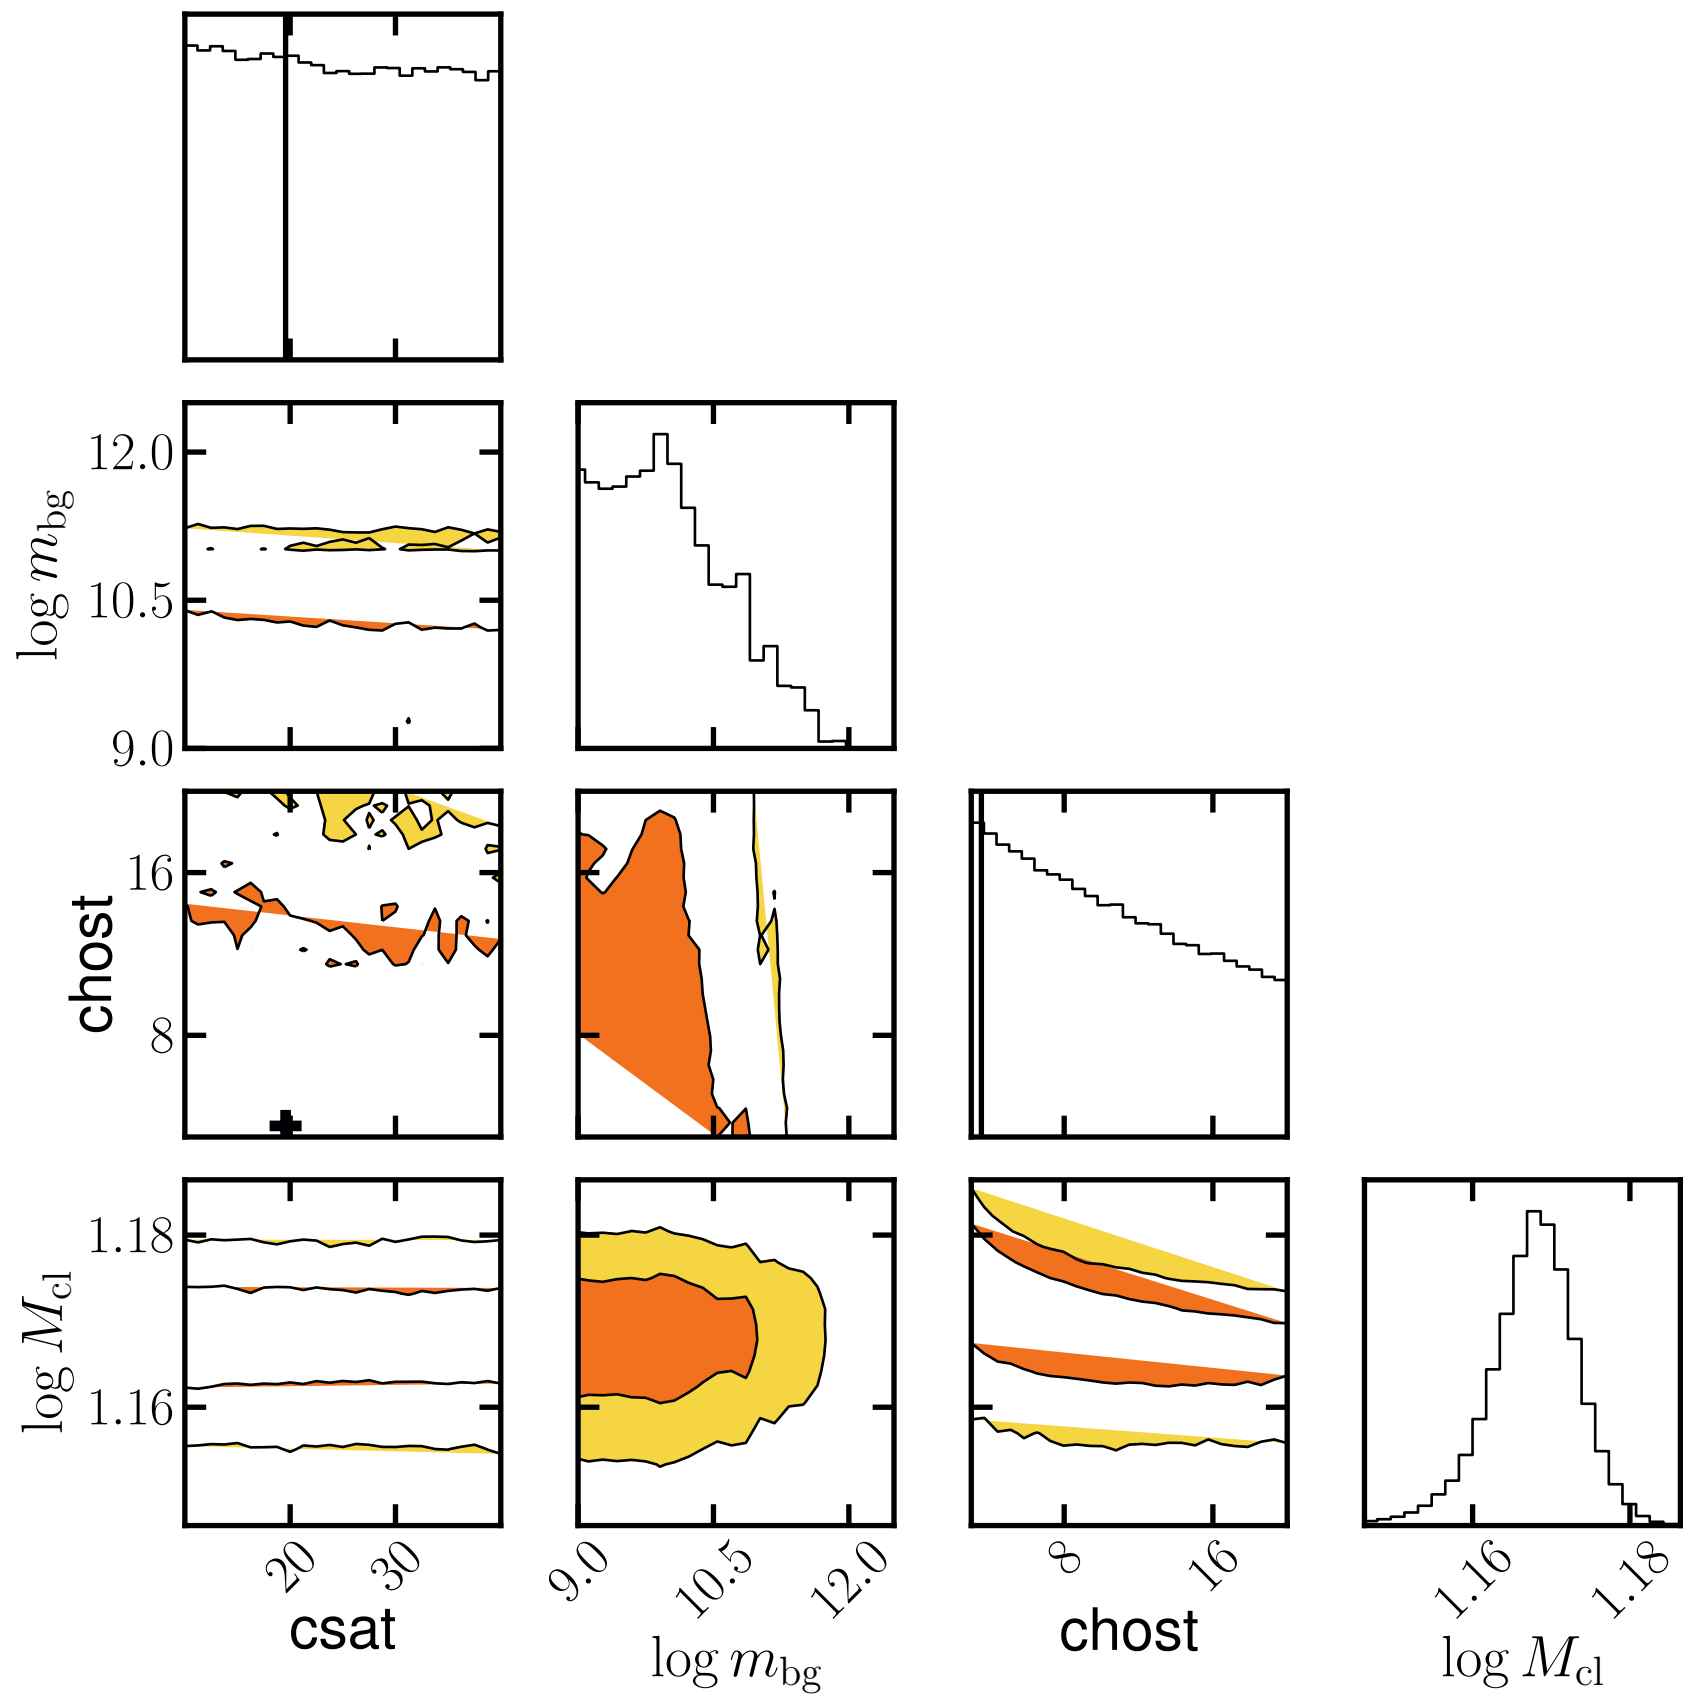 12.0
10.5
9.0
log m_bg
16
8
chost
1.18
1.16
log M_cl
20 30
9.0 10.5 12.0
8 16
1.16 1.18
csat
log m_bg
chost
log M_cl